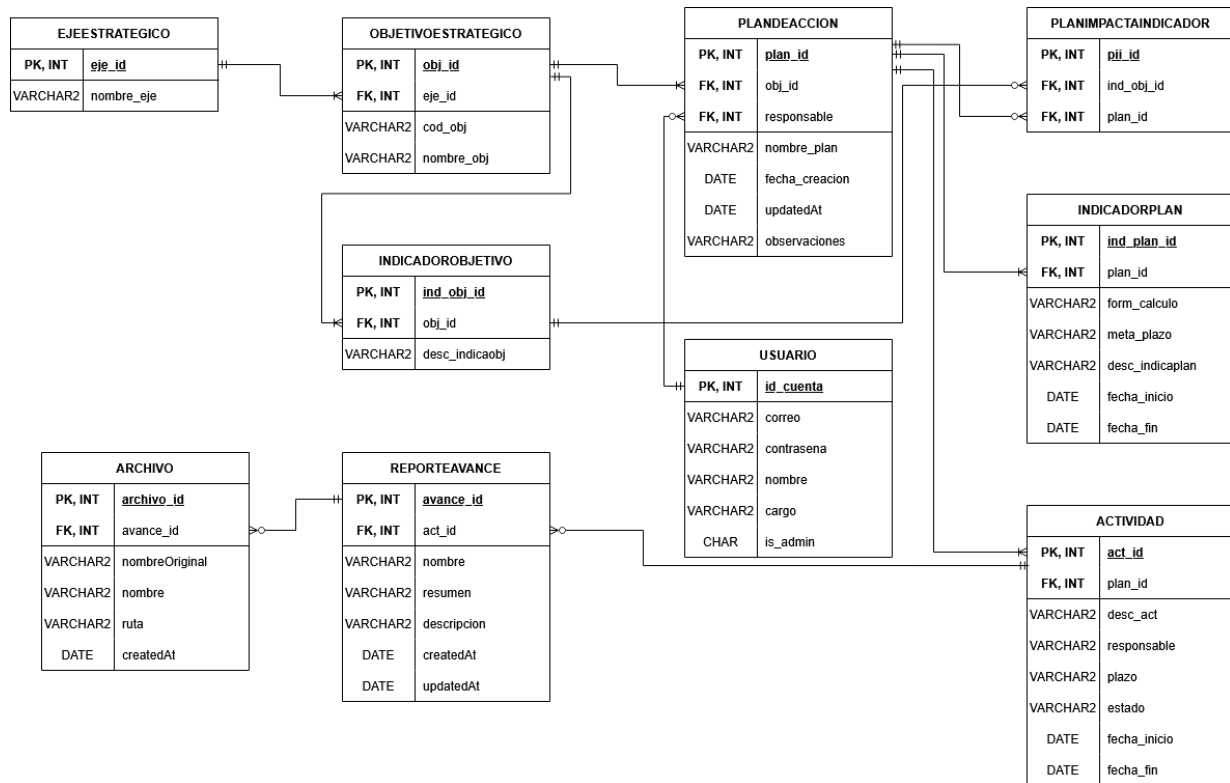 EJEESTRATEGICO
PK, INT eje_id
VARCHAR2 nombre_eje
OBJETIVOESTRATEGICO
PK, INT obj_id
FK, INT eje_id
VARCHAR2 cod_obj
VARCHAR2 nombre_obj
PLANDEACCION
PK, INT plan_id
FK, INT obj_id
FK, INT responsable
VARCHAR2 nombre_plan
DATE fecha_creacion
DATE updatedAt
VARCHAR2 observaciones
PLANIMPACTAINDICADOR
PK, INT pii_id
FK, INT ind_obj_id
FK, INT plan_id
INDICADOROBJETIVO
PK, INT ind_obj_id
FK, INT obj_id
VARCHAR2 desc_indicaobj
INDICADORPLAN
PK, INT ind_plan_id
FK, INT plan_id
VARCHAR2 form_calculo
VARCHAR2 meta_plazo
VARCHAR2 desc_indicaplan
DATE fecha_inicio
DATE fecha_fin
USUARIO
PK, INT id_cuenta
VARCHAR2 correo
VARCHAR2 contrasena
VARCHAR2 nombre
VARCHAR2 cargo
CHAR is_admin
ARCHIVO
PK, INT archivo_id
FK, INT avance_id
VARCHAR2 nombreOriginal
VARCHAR2 nombre
VARCHAR2 ruta
DATE createdAt
REPORTEAVANCE
PK, INT avance_id
FK, INT act_id
VARCHAR2 nombre
VARCHAR2 resumen
VARCHAR2 descripcion
DATE createdAt
DATE updatedAt
ACTIVIDAD
PK, INT act_id
FK, INT plan_id
VARCHAR2 desc_act
VARCHAR2 responsable
VARCHAR2 plazo
VARCHAR2 estado
DATE fecha_inicio
DATE fecha_fin